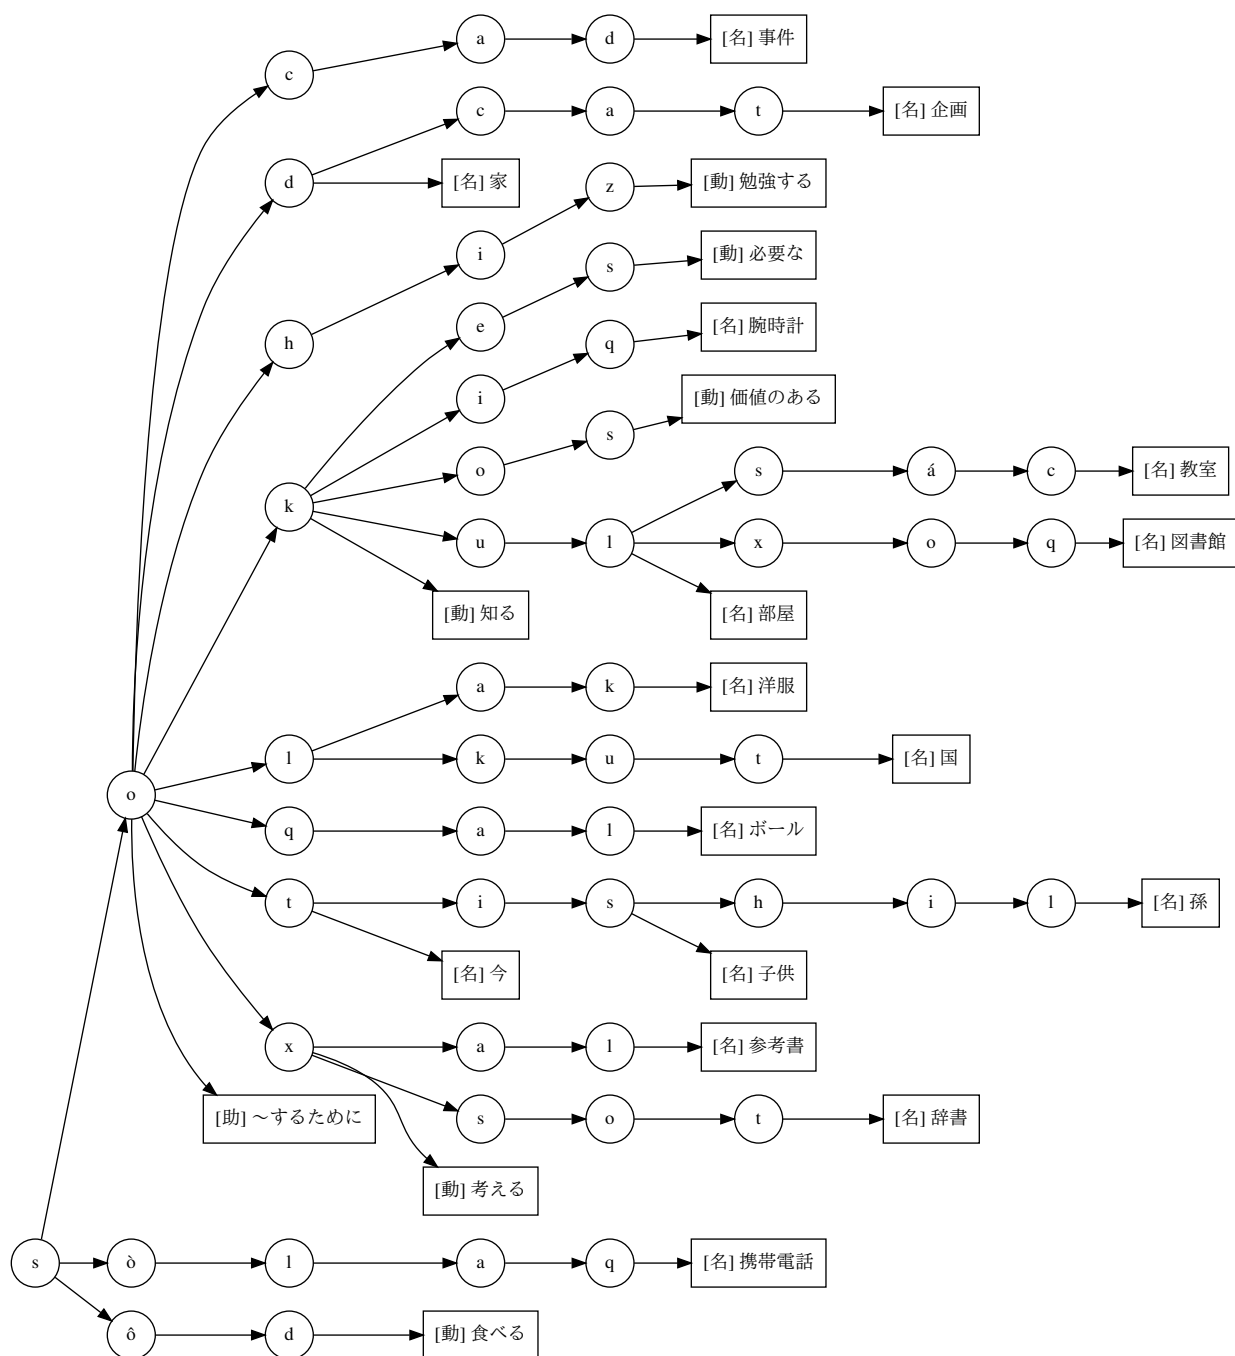 c a d [名] 事件
d c a t [名] 企画
[名] 家
h i z [動] 勉強する
k e s [動] 必要な
i q [名] 腕時計
o s [動] 価値のある
u l s á c [名] 教室
x o q [名] 図書館
[名] 部屋
[動] 知る
o
l a k [名] 洋服
k u t [名] 国
q a l [名] ボール
t i s h i l [名] 孫
[名] 子供
[名] 今
x a l [名] 参考書
s o t [名] 辞書
[動] 考える
[助] 〜するために
s
ò l a q [名] 携帯電話
ô d [動] 食べる